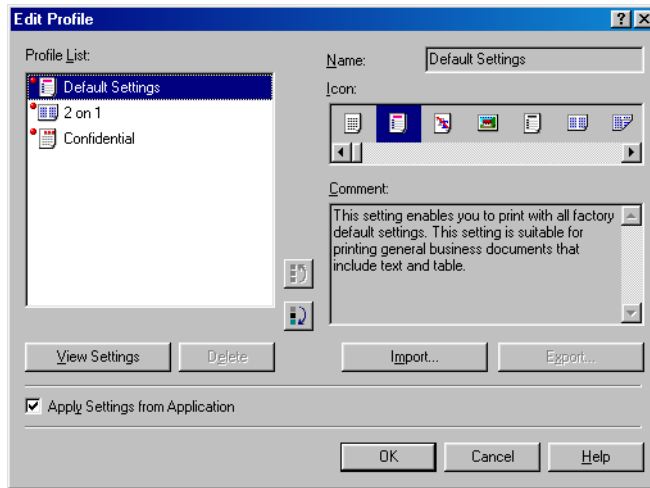 Edit Profile
Profile List:
Default Settings
2 on 1
Confidential
Name:
Default Settings
Icon:
Comment:
This setting enables you to print with all factory
default settings. This setting is suitable for
printing general business documents that
include text and table.
View Settings
Delete
Import...
Export...
Apply Settings from Application
OK
Cancel
Help